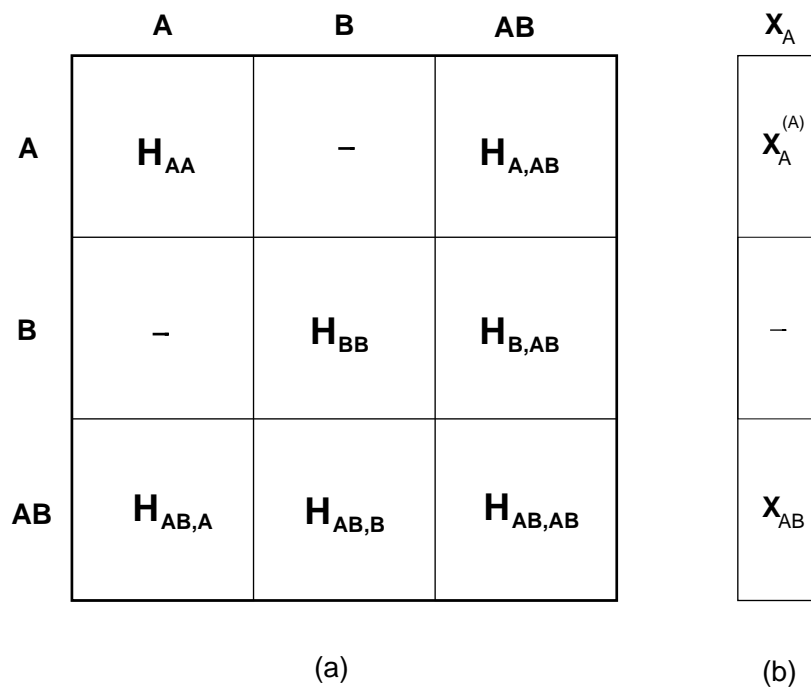 A B AB X_A
A H_AA – H_A,AB X_A^(A)
B – H_BB H_B,AB –
AB H_AB,A H_AB,B H_AB,AB X_AB
(a) (b)